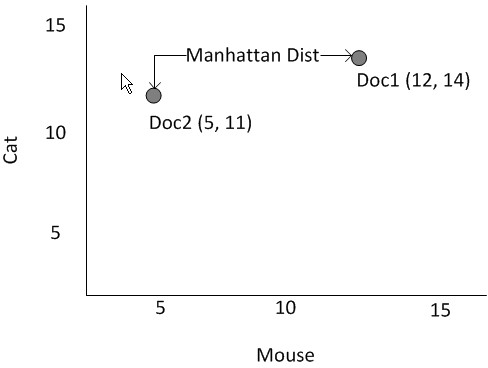 15
Manhattan Dist
Doc1 (12, 14)
Doc2 (5, 11)
10
Cat
5
5
10
15
Mouse